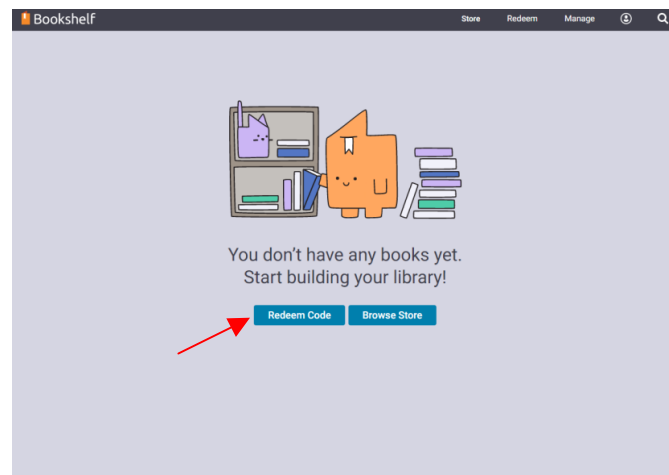 Bookshelf
Store Redeem Manage
You don't have any books yet.
Start building your library!
Redeem Code Browse Store